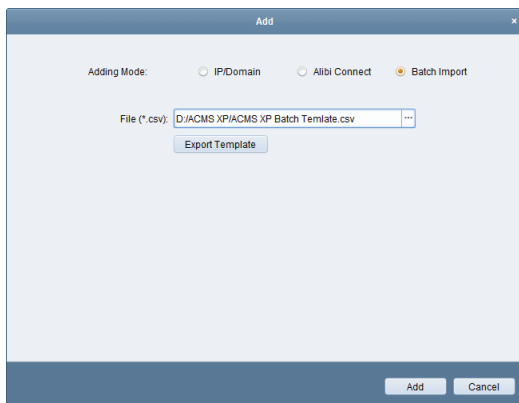 Add
×
Adding Mode: IP/Domain Alibi Connect Batch Import
File (*.csv): D:/ACMS XP/ACMS XP Batch Temlate.csv ...
Export Template
Add Cancel